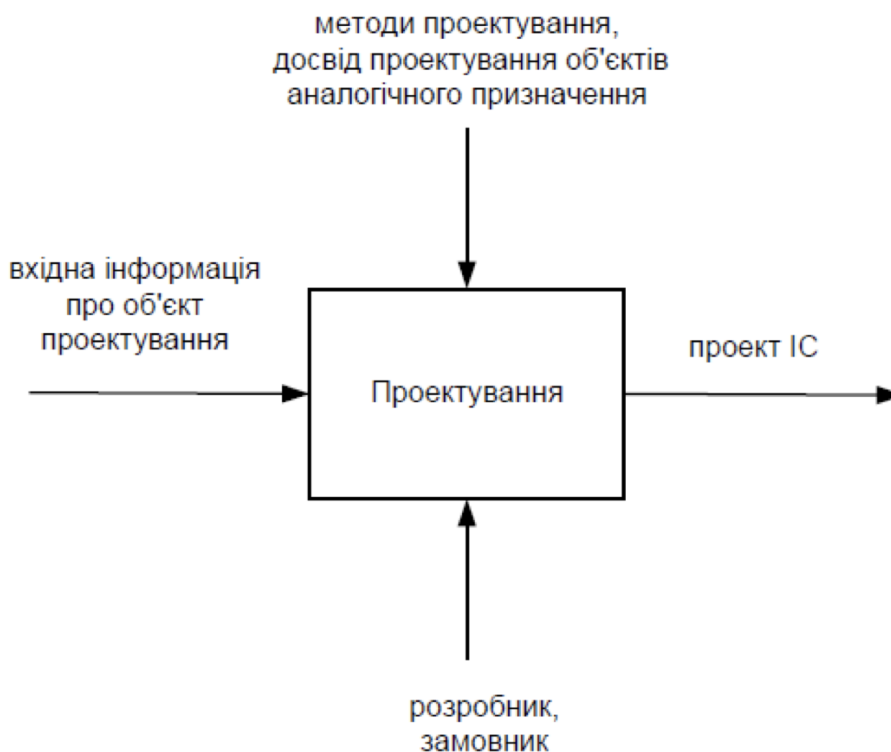 методи проектування,
досвід проектування об'єктів
аналогічного призначення
вхідна інформація
про об'єкт
проектування
Проектування
проект ІС
розробник,
замовник